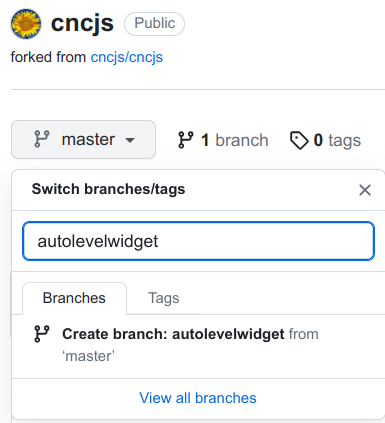 cncjs Public
forked from cncjs/cncjs
master 1 branch 0 tags
Switch branches/tags
autolevelwidget
Branches Tags
Create branch: autolevelwidget from
‘master’
View all branches